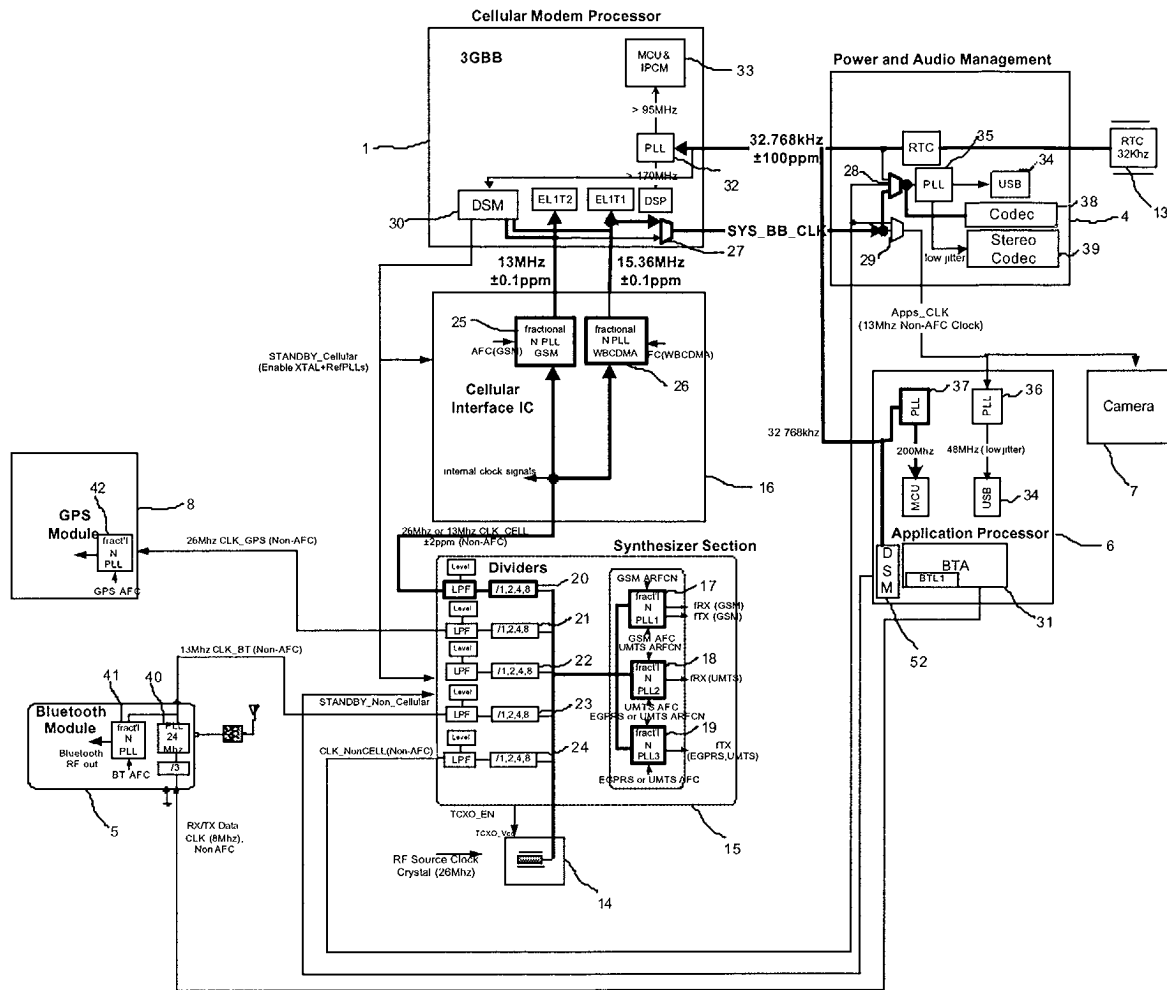 Cellular Modem Processor
3GBB
MCU &
IPCM
33
> 95MHz
1
PLL
32
> 170MHz
DSM
30
EL1T2
EL1T1
DSP
27
SYS_BB_CLK
32.768kHz
±100ppm
Power and Audio Management
RTC
35
34
28
PLL
USB
RTC
32Khz
13
38
Codec
4
Stereo
Codec
39
29
low jitter
13MHz
±0.1ppm
15.36MHz
±0.1ppm
Apps_CLK
(13Mhz Non-AFC Clock)
25
fractional
N PLL
GSM
AFC(GSM)
fractional
N PLL
WBCDMA
FC(WBCDMA)
26
Cellular
Interface IC
internal clock signals
16
STANDBY_Cellular
(Enable XTAL+RefPLLs)
37
PLL
36
PLL
Camera
7
32 768khz
200Mhz
48MHz (low jitter)
MCU
USB
34
Application Processor
6
DSM
BTA
BTL1
31
52
8
42
GPS
Module
fract'l
N
PLL
GPS AFC
26Mhz CLK_GPS (Non-AFC)
26Mhz or 13Mhz CLK_CELL
±2ppm (Non-AFC)
Synthesizer Section
Dividers
Level
LPF
/1,2,4,8
20
Level
LPF
/1,2,4,8
21
Level
LPF
/1,2,4,8
22
Level
LPF
/1,2,4,8
23
Level
LPF
/1,2,4,8
24
GSM ARFCN
17
fract'l
N
PLL1
fRX (GSM)
fTX (GSM)
GSM AFC
UMTS ARFCN
18
fract'l
N
PLL2
fRX (UMTS)
UMTS AFC
EGPRS or UMTS ARFCN
19
fract'l
N
PLL3
fTX
(EGPRS,UMTS)
EGPRS or UMTS AFC
13Mhz CLK_BT (Non-AFC)
STANDBY_Non_Cellular
CLK_NonCELL(Non-AFC)
41
40
Bluetooth
Module
fract'l
N
PLL
PLL
24
Mhz
/3
Bluetooth
RF out
BT AFC
5
RX/TX Data
CLK (8Mhz),
Non AFC
TCXO_EN
TCXO_Vcc
RF Source Clock
Crystal (26Mhz)
14
15